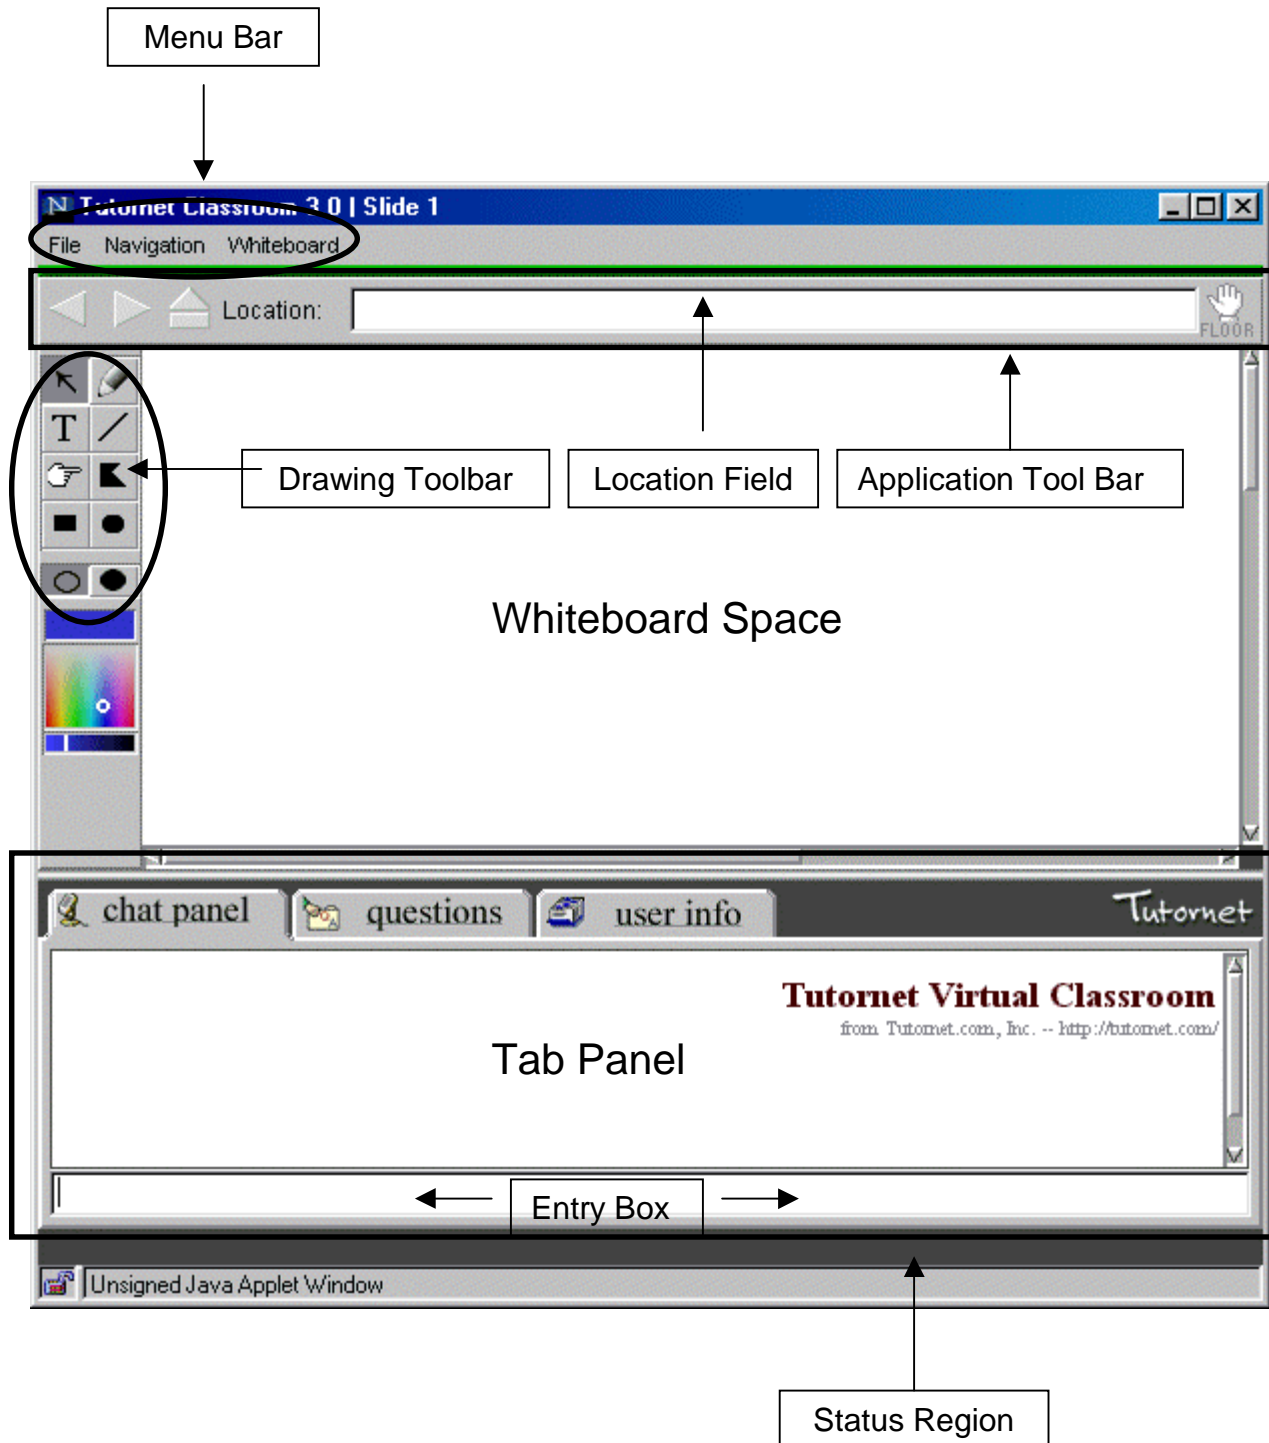 Menu Bar
Tutornet Classroom 3.0 | Slide 1
File Navigation Whiteboard
Location:
FLOOR
T
Drawing Toolbar
Location Field
Application Tool Bar
Whiteboard Space
chat panel
questions
user info
Tutornet
Tutornet Virtual Classroom
from Tutornet.com, Inc. -- http://tutornet.com/
Tab Panel
Entry Box
Unsigned Java Applet Window
Status Region